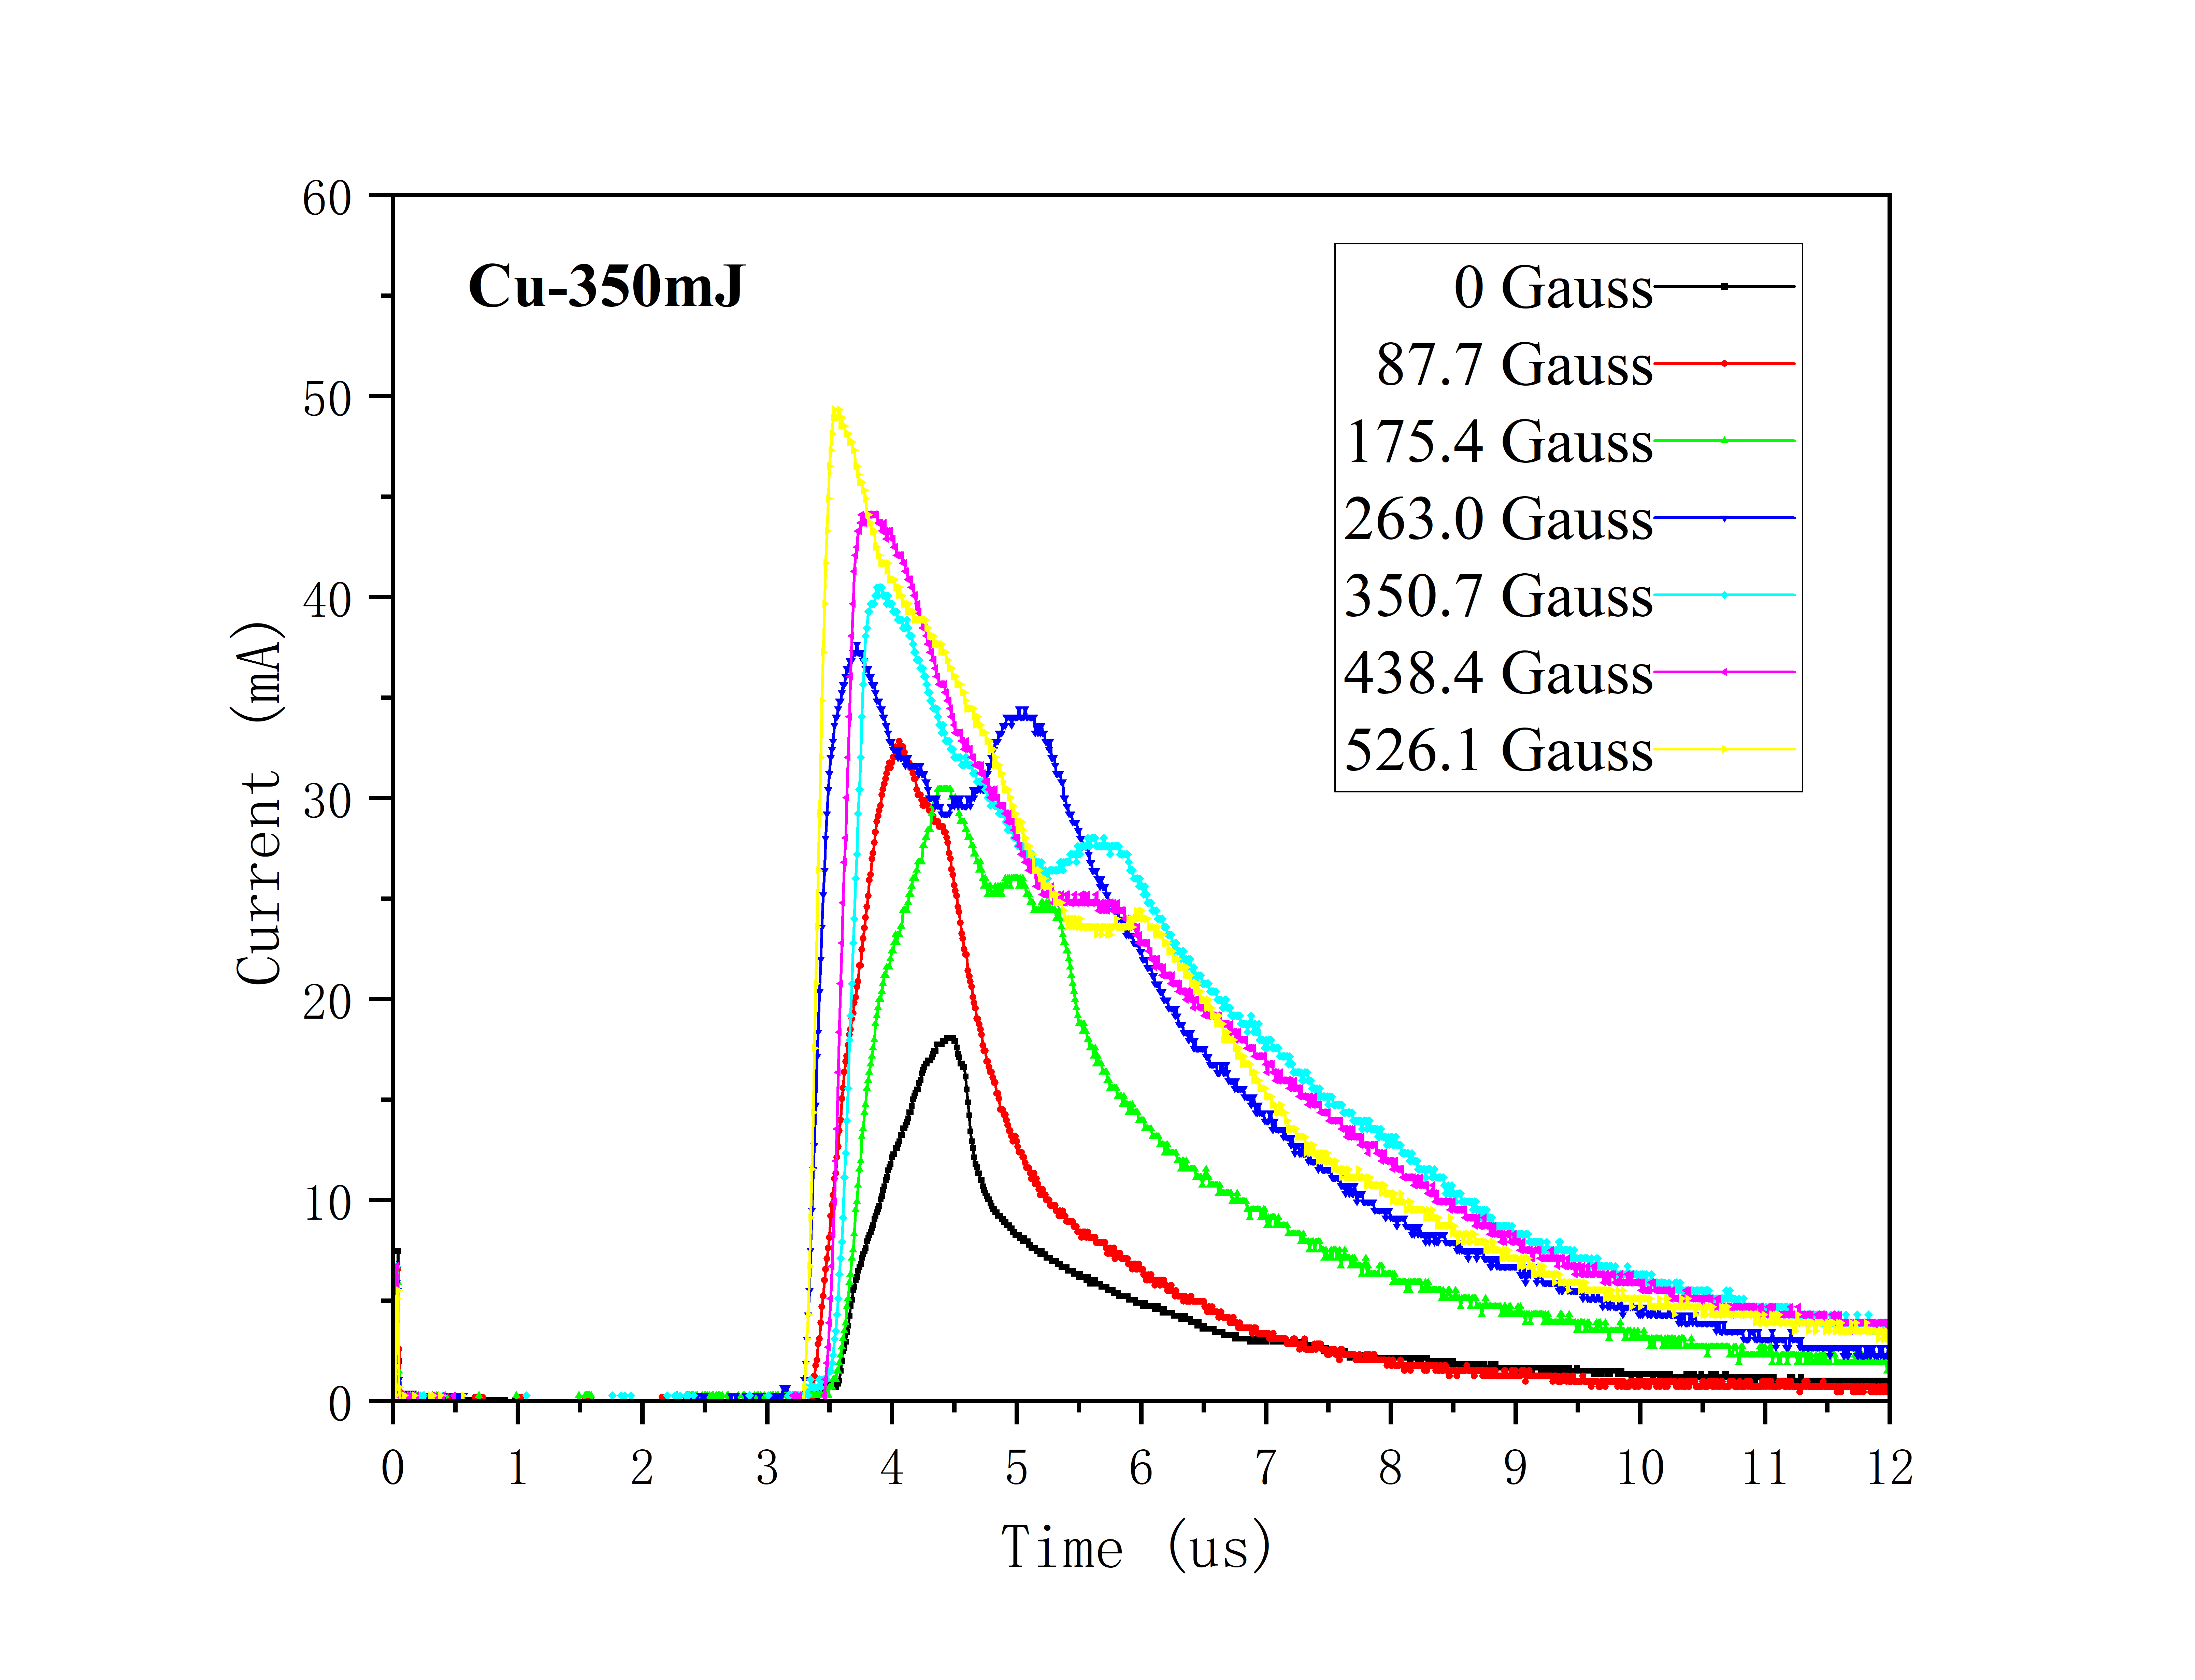 Cu-350mJ
0 Gauss
87.7 Gauss
175.4 Gauss
263.0 Gauss
350.7 Gauss
438.4 Gauss
526.1 Gauss
Current (mA)
60
50
40
30
20
10
0
0 1 2 3 4 5 6 7 8 9 10 11 12
Time (us)